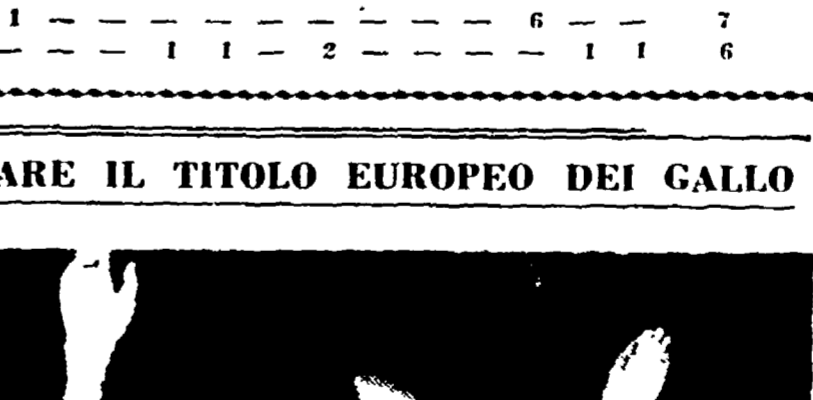 1 — — — — — — — — — 6 — — 7
— — — 1 1 — 2 — — — — 1 1 6
ARE IL TITOLO EUROPEO DEI GALLO